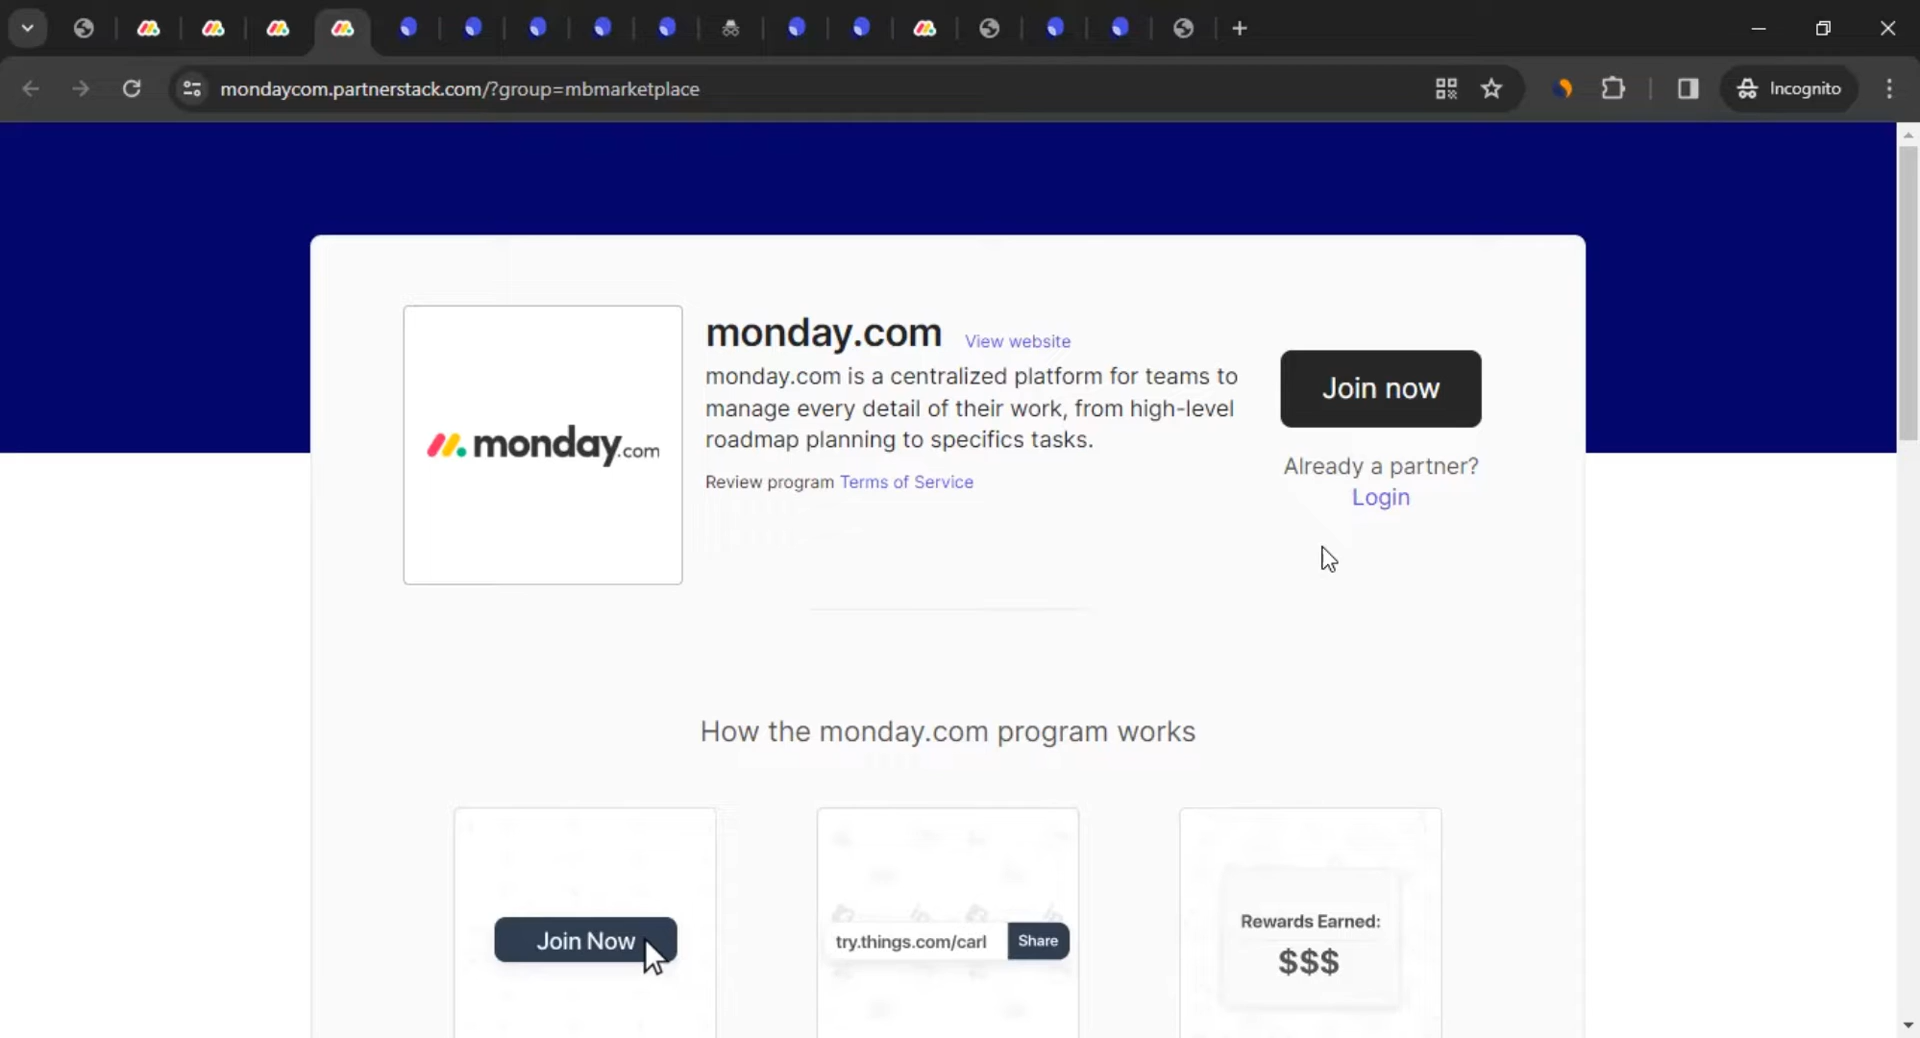 mondaycom.partnerstack.com/?group=mbmarketplace
Incognito
monday.com
monday.com View website
monday.com is a centralized platform for teams to
manage every detail of their work, from high-level
roadmap planning to specifics tasks.
Review program Terms of Service
Join now
Already a partner?
Login
How the monday.com program works
Join Now
try.things.com/carl Share
Rewards Earned:
$$$